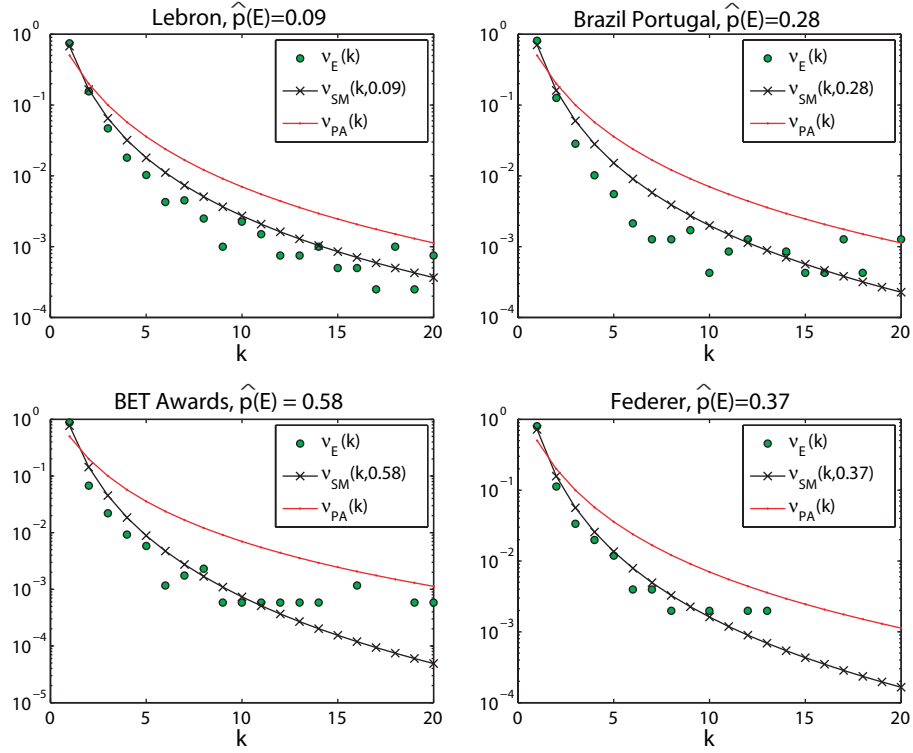 Lebron, p̂(E)=0.09
10^0
10^−1
10^−2
10^−3
10^−4
0 5 10 15 20
k
ν_E(k)
ν_SM(k,0.09)
ν_PA(k)
Brazil Portugal, p̂(E)=0.28
10^0
10^−1
10^−2
10^−3
10^−4
0 5 10 15 20
k
ν_E(k)
ν_SM(k,0.28)
ν_PA(k)
BET Awards, p̂(E) = 0.58
10^0
10^−1
10^−2
10^−3
10^−4
10^−5
0 5 10 15 20
k
ν_E(k)
ν_SM(k,0.58)
ν_PA(k)
Federer, p̂(E)=0.37
10^0
10^−1
10^−2
10^−3
10^−4
0 5 10 15 20
k
ν_E(k)
ν_SM(k,0.37)
ν_PA(k)